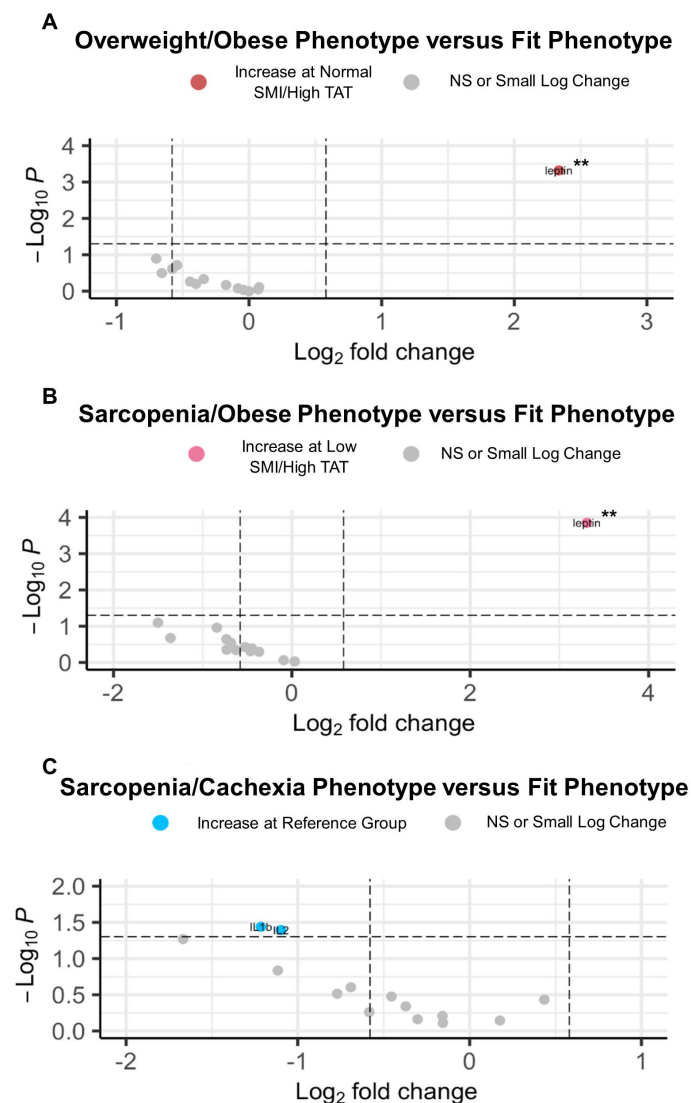 A
Overweight/Obese Phenotype versus Fit Phenotype
Increase at Normal
SMI/High TAT
NS or Small Log Change
4
3
2
1
0
−Log10 P
leptin **
-1 0 1 2 3
Log2 fold change
B
Sarcopenia/Obese Phenotype versus Fit Phenotype
Increase at Low
SMI/High TAT
NS or Small Log Change
4
3
2
1
0
−Log10 P
leptin **
-2 0 2 4
Log2 fold change
C
Sarcopenia/Cachexia Phenotype versus Fit Phenotype
Increase at Reference Group NS or Small Log Change
2.0
1.5
1.0
0.5
0.0
−Log10 P
IL1b IL2
-2 -1 0 1
Log2 fold change